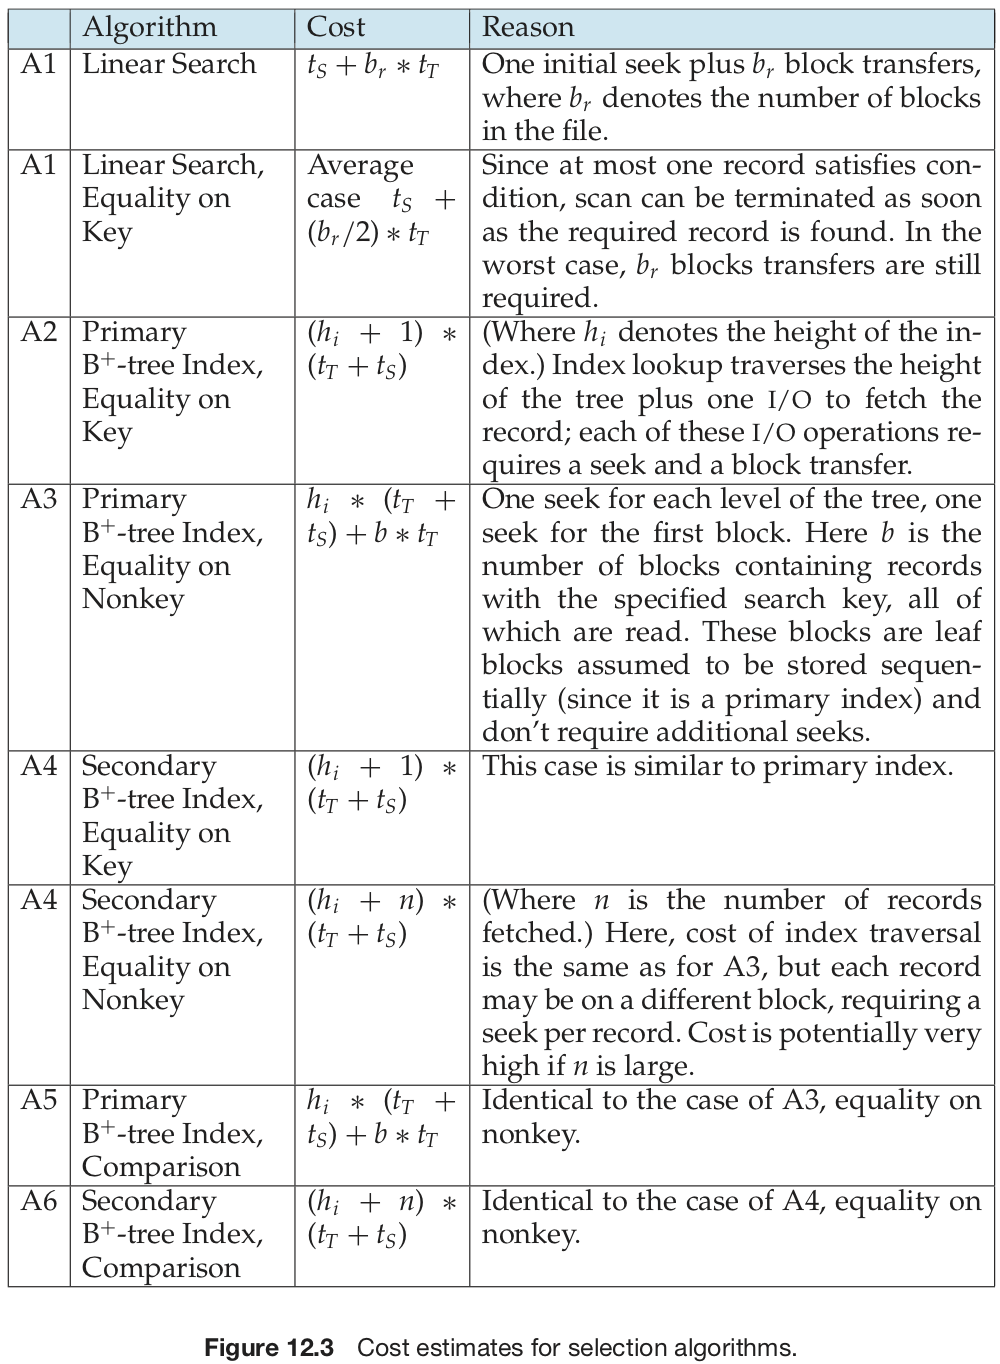 Algorithm Cost Reason
A1 Linear Search t_S + b_r ∗ t_T One initial seek plus b_r block transfers,
where b_r denotes the number of blocks
in the file.
A1 Linear Search, Average Since at most one record satisfies con-
Equality on case t_S + dition, scan can be terminated as soon
Key (b_r/2) ∗ t_T as the required record is found. In the
worst case, b_r blocks transfers are still
required.
A2 Primary (h_i + 1) ∗ (Where h_i denotes the height of the in-
B⁺-tree Index, (t_T + t_S) dex.) Index lookup traverses the height
Equality on of the tree plus one I/O to fetch the
Key record; each of these I/O operations re-
quires a seek and a block transfer.
A3 Primary h_i ∗ (t_T + One seek for each level of the tree, one
B⁺-tree Index, t_S) + b ∗ t_T seek for the first block. Here b is the
Equality on number of blocks containing records
Nonkey with the specified search key, all of
which are read. These blocks are leaf
blocks assumed to be stored sequen-
tially (since it is a primary index) and
don't require additional seeks.
A4 Secondary (h_i + 1) ∗ This case is similar to primary index.
B⁺-tree Index, (t_T + t_S)
Equality on
Key
A4 Secondary (h_i + n) ∗ (Where n is the number of records
B⁺-tree Index, (t_T + t_S) fetched.) Here, cost of index traversal
Equality on is the same as for A3, but each record
Nonkey may be on a different block, requiring a
seek per record. Cost is potentially very
high if n is large.
A5 Primary h_i ∗ (t_T + Identical to the case of A3, equality on
B⁺-tree Index, t_S) + b ∗ t_T nonkey.
Comparison
A6 Secondary (h_i + n) ∗ Identical to the case of A4, equality on
B⁺-tree Index, (t_T + t_S) nonkey.
Comparison
Figure 12.3 Cost estimates for selection algorithms.